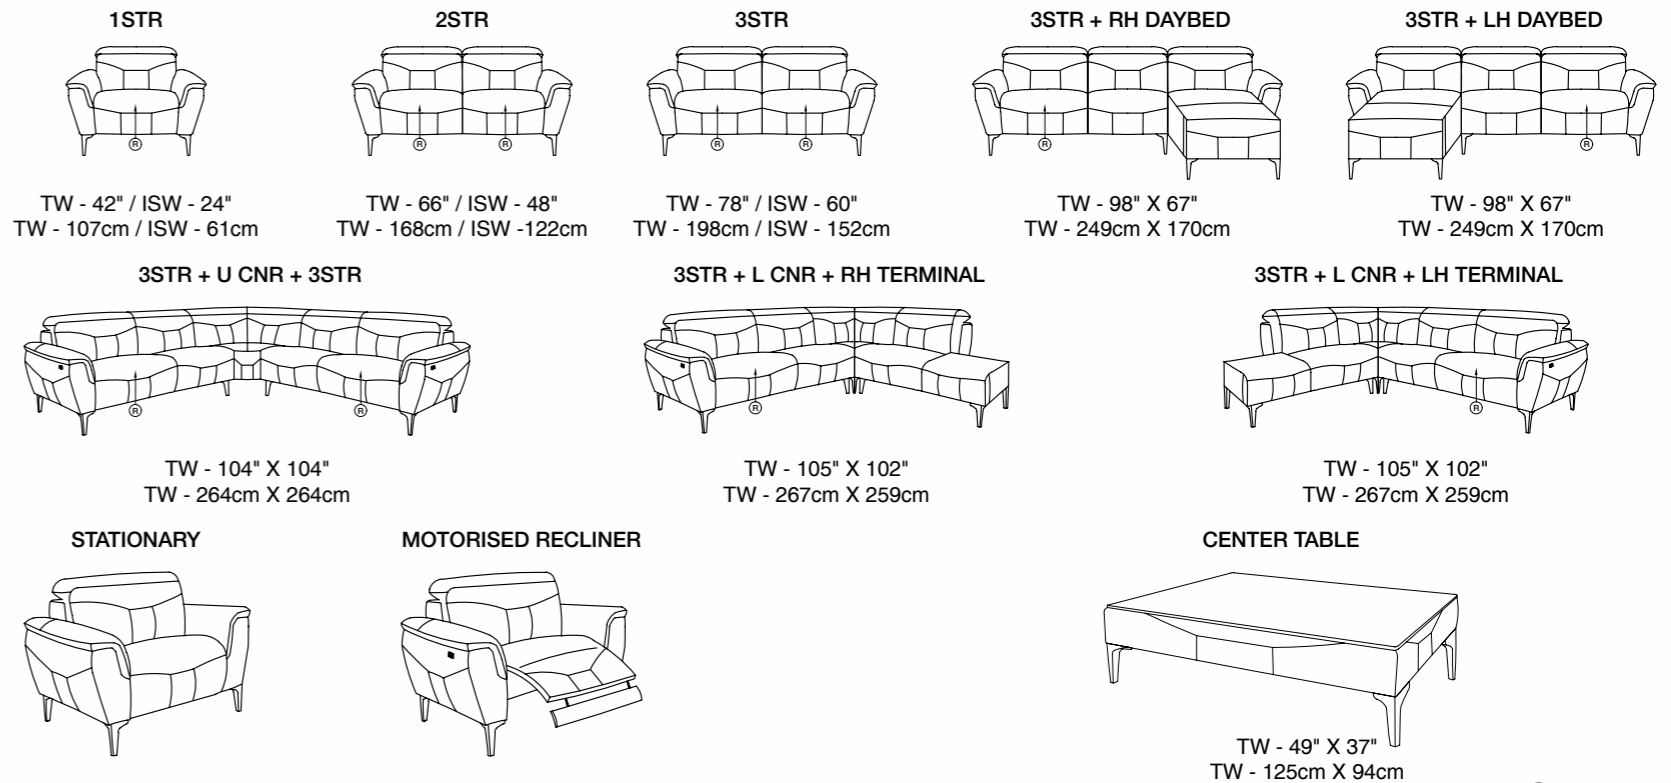 1STR
2STR
3STR
3STR + RH DAYBED
3STR + LH DAYBED
R
R
R
R
R
R
R
TW - 42" / ISW - 24"
TW - 107cm / ISW - 61cm
TW - 66" / ISW - 48"
TW - 168cm / ISW -122cm
TW - 78" / ISW - 60"
TW - 198cm / ISW - 152cm
TW - 98" X 67"
TW - 249cm X 170cm
TW - 98" X 67"
TW - 249cm X 170cm
3STR + U CNR + 3STR
3STR + L CNR + RH TERMINAL
3STR + L CNR + LH TERMINAL
R
R
R
R
TW - 104" X 104"
TW - 264cm X 264cm
TW - 105" X 102"
TW - 267cm X 259cm
TW - 105" X 102"
TW - 267cm X 259cm
STATIONARY
MOTORISED RECLINER
CENTER TABLE
TW - 49" X 37"
TW - 125cm X 94cm